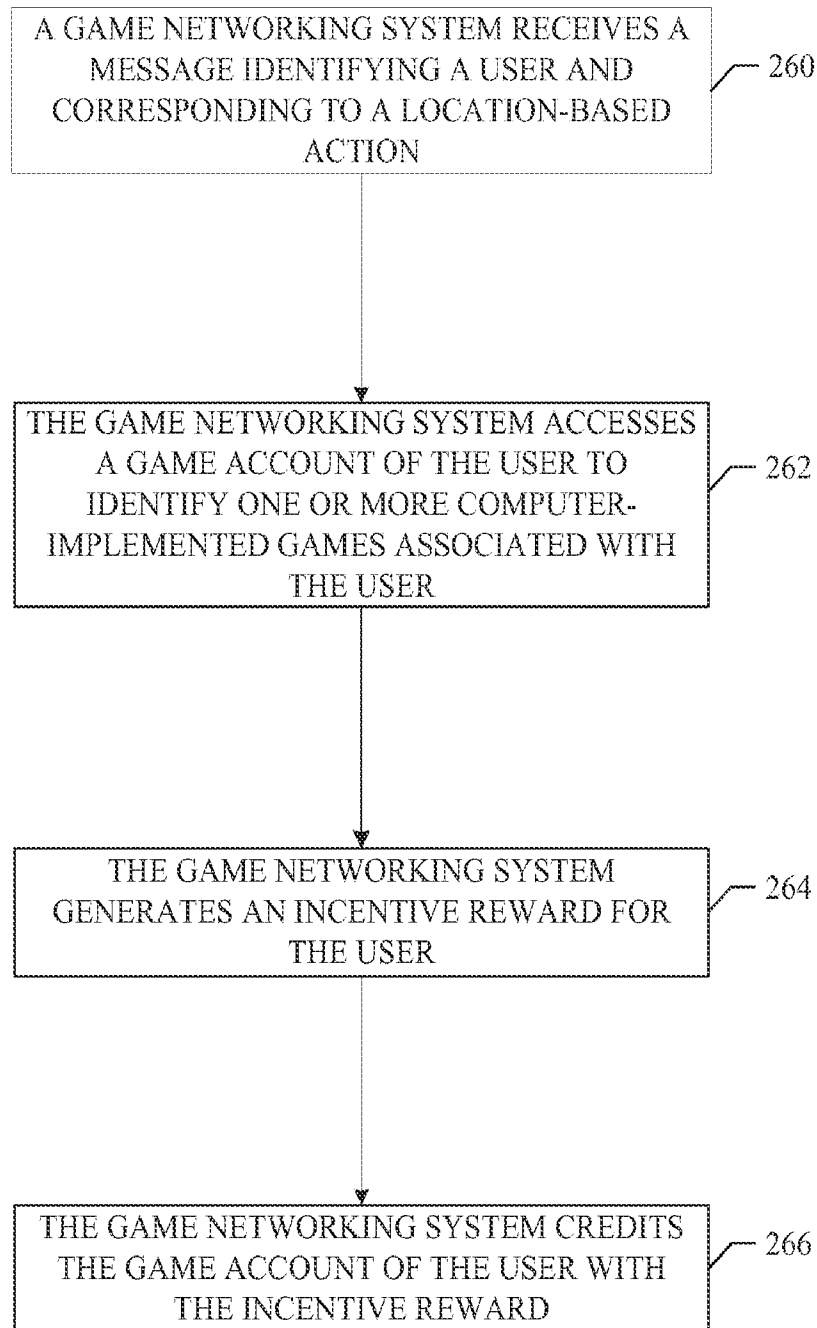 A GAME NETWORKING SYSTEM RECEIVES A
MESSAGE IDENTIFYING A USER AND
CORRESPONDING TO A LOCATION-BASED
ACTION
260
THE GAME NETWORKING SYSTEM ACCESSES
A GAME ACCOUNT OF THE USER TO
IDENTIFY ONE OR MORE COMPUTER-
IMPLEMENTED GAMES ASSOCIATED WITH
THE USER
262
THE GAME NETWORKING SYSTEM
GENERATES AN INCENTIVE REWARD FOR
THE USER
264
THE GAME NETWORKING SYSTEM CREDITS
THE GAME ACCOUNT OF THE USER WITH
THE INCENTIVE REWARD
266